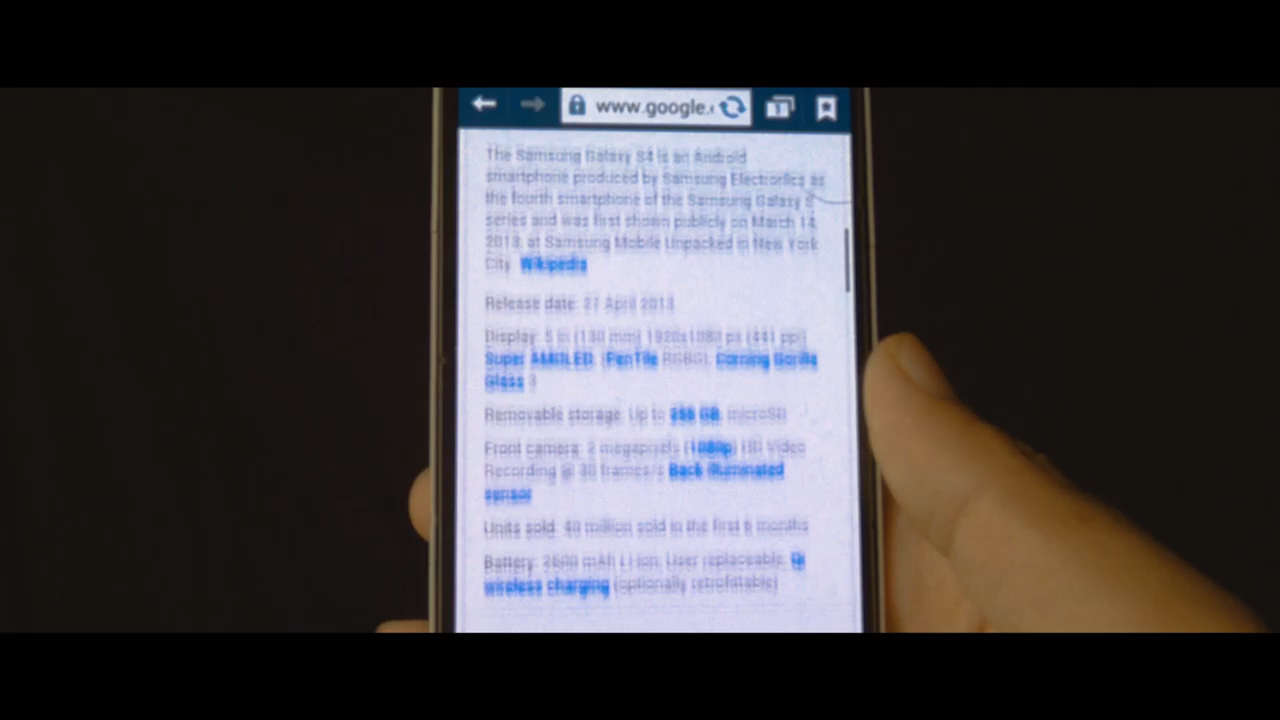 www.google.
1
The Samsung Galaxy S4 is an Android
smartphone produced by Samsung Electronics as
the fourth smartphone of the Samsung Galaxy S
series and was first shown publicly on March 14,
2013, at Samsung Mobile Unpacked in New York
City. Wikipedia
Release date: 27 April 2013
Display: 5 in (130 mm) 1920x1080 px (441 ppi)
Super AMOLED, (PenTile RGBG), Corning Gorilla
Glass 3
Removable storage: Up to GB, microSD
Front camera: 2 megapixels (1080p) HD Video
Recording @ 30 frames/s Back-illuminated
sensor
Units sold: 40 million sold in the first 6 months
Battery: 2600 mAh Li-ion, User replaceable, Qi
wireless charging (optionally retrofittable)